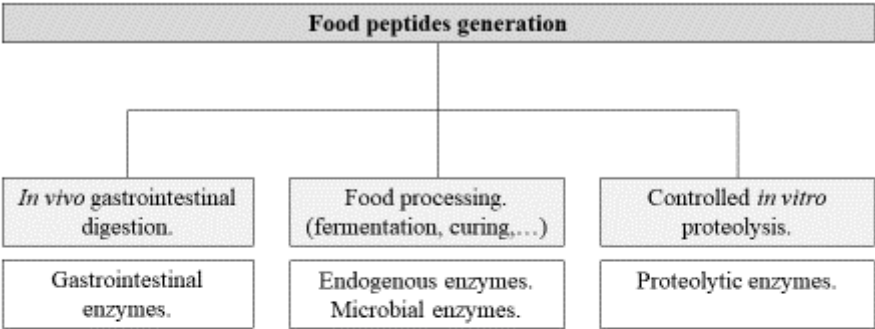 Food peptides generation
In vivo gastrointestinal
digestion.
Food processing.
(fermentation, curing,…)
Controlled in vitro
proteolysis.
Gastrointestinal
enzymes.
Endogenous enzymes.
Microbial enzymes.
Proteolytic enzymes.